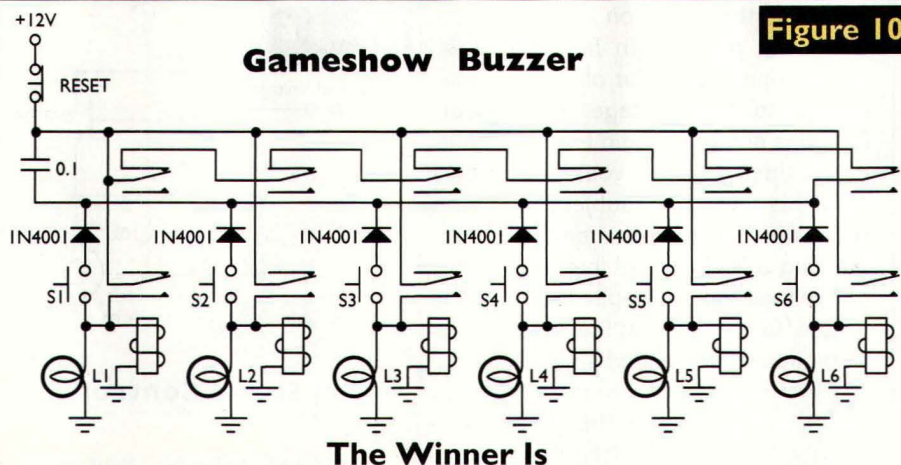 Figure 10
+12V
Gameshow Buzzer
RESET
0.1
IN4001 IN4001 IN4001 IN4001 IN4001 IN4001
S1 S2 S3 S4 S5 S6
L1 L2 L3 L4 L5 L6
The Winner Is